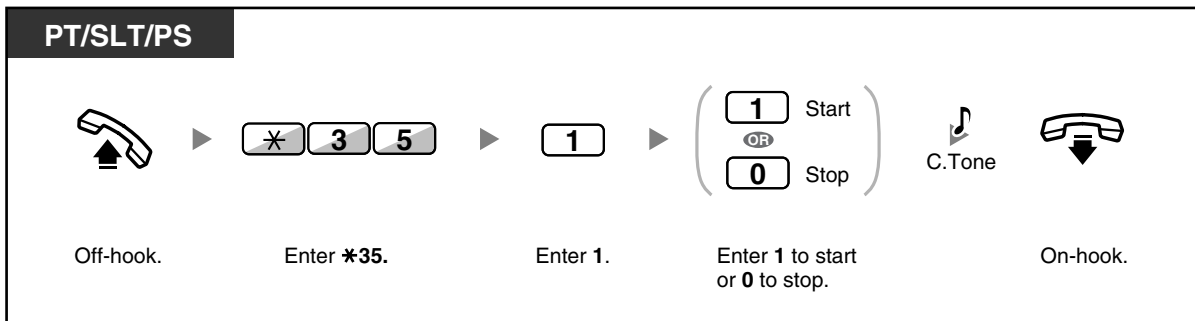 PT/SLT/PS
1 Start
OR
0 Stop
✳ 3 5
1
C.Tone
Off-hook.
Enter ✳35.
Enter 1.
Enter 1 to start
or 0 to stop.
On-hook.